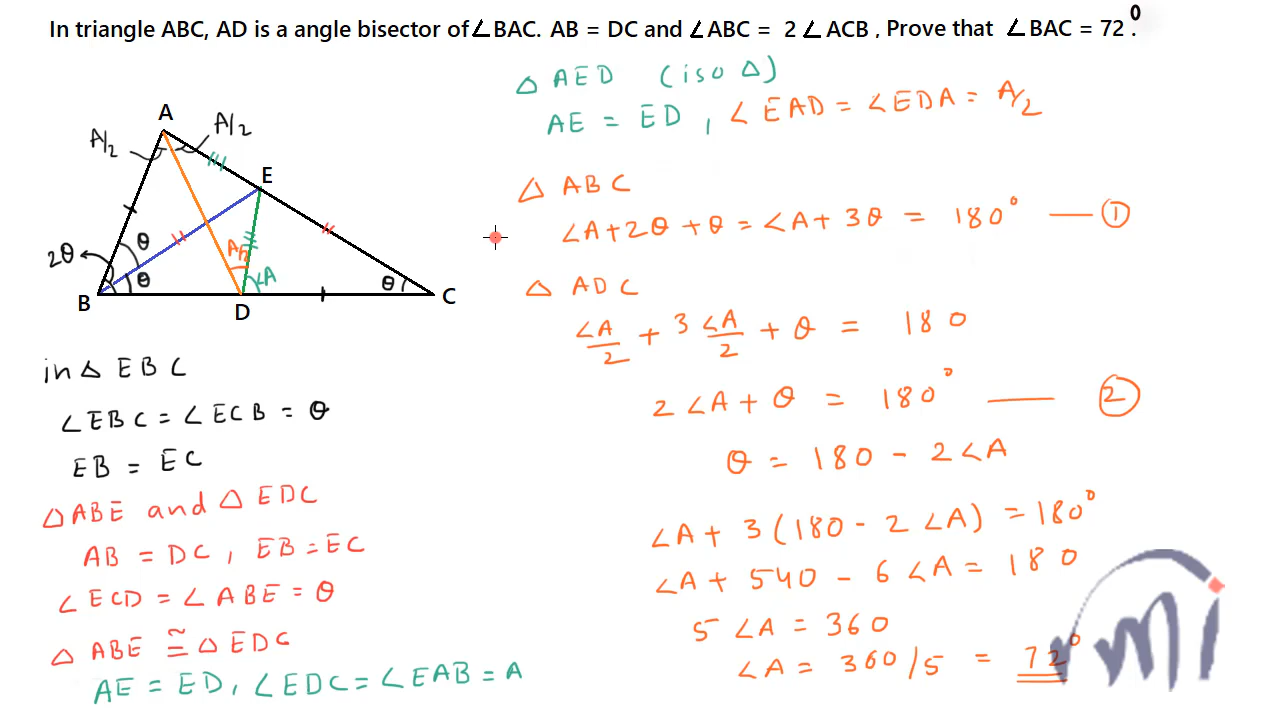 In triangle ABC, AD is a angle bisector of ∠BAC. AB = DC and ∠ABC = 2 ∠ACB , Prove that ∠BAC = 72⁰.
A
A/2
A/2
E
2θ
θ
θ
A/2
∠A
θ
B
D
C
in △ EBC
∠EBC = ∠ECB = θ
EB = EC
△ABE and △EDC
AB = DC , EB = EC
∠ECD = ∠ABE = θ
△ ABE ≅ △ EDC
AE = ED, ∠EDC = ∠EAB = A
△ AED (iso △)
AE = ED , ∠EAD = ∠EDA = A/2
△ ABC
∠A + 2θ + θ = ∠A + 3θ = 180° — ①
△ ADC
∠A/2 + 3 ∠A/2 + θ = 180
2 ∠A + θ = 180° — ②
θ = 180 - 2 ∠A
∠A + 3 (180 - 2 ∠A) = 180°
∠A + 540 - 6 ∠A = 180
5 ∠A = 360
∠A = 360/5 = 72°
rmi